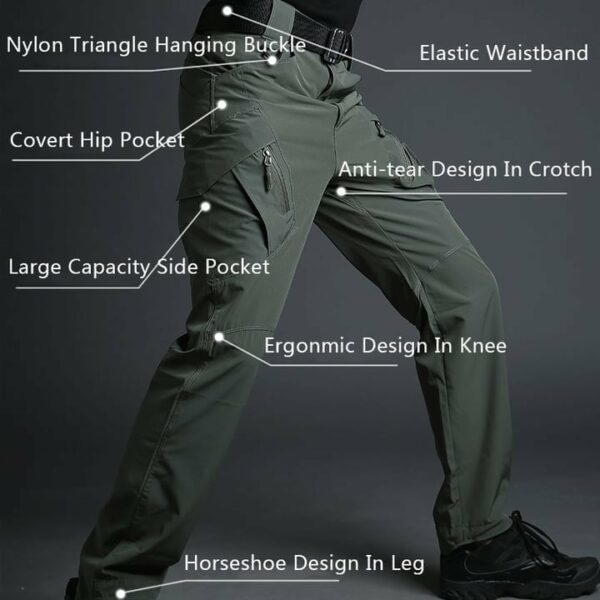 Nylon Triangle Hanging Buckle
Elastic Waistband
Covert Hip Pocket
Anti-tear Design In Crotch
Large Capacity Side Pocket
Ergonmic Design In Knee
Horseshoe Design In Leg